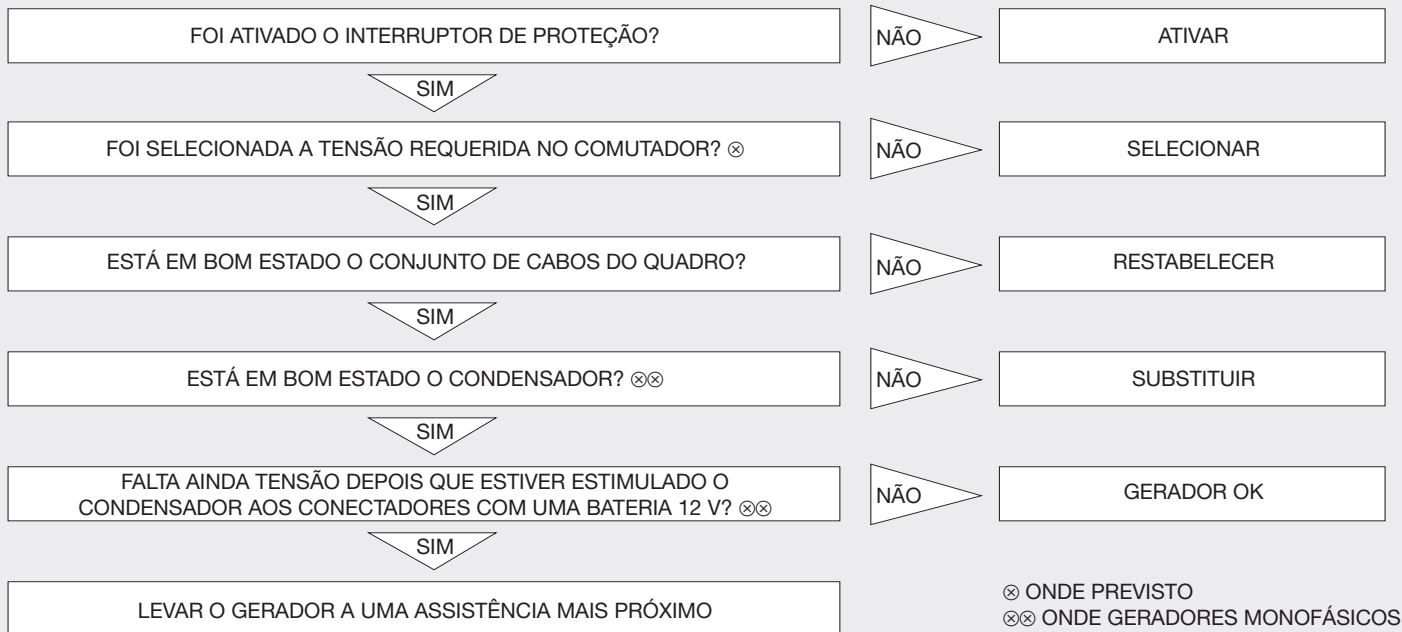 FOI ATIVADO O INTERRUPTOR DE PROTEÇÃO?
NÃO
ATIVAR
SIM
FOI SELECIONADA A TENSÃO REQUERIDA NO COMUTADOR? ⊗
NÃO
SELECIONAR
SIM
ESTÁ EM BOM ESTADO O CONJUNTO DE CABOS DO QUADRO?
NÃO
RESTABELECER
SIM
ESTÁ EM BOM ESTADO O CONDENSADOR? ⊗⊗
NÃO
SUBSTITUIR
SIM
FALTA AINDA TENSÃO DEPOIS QUE ESTIVER ESTIMULADO O
CONDENSADOR AOS CONECTADORES COM UMA BATERIA 12 V? ⊗⊗
NÃO
GERADOR OK
SIM
LEVAR O GERADOR A UMA ASSISTÊNCIA MAIS PRÓXIMO
⊗ ONDE PREVISTO
⊗⊗ ONDE GERADORES MONOFÁSICOS